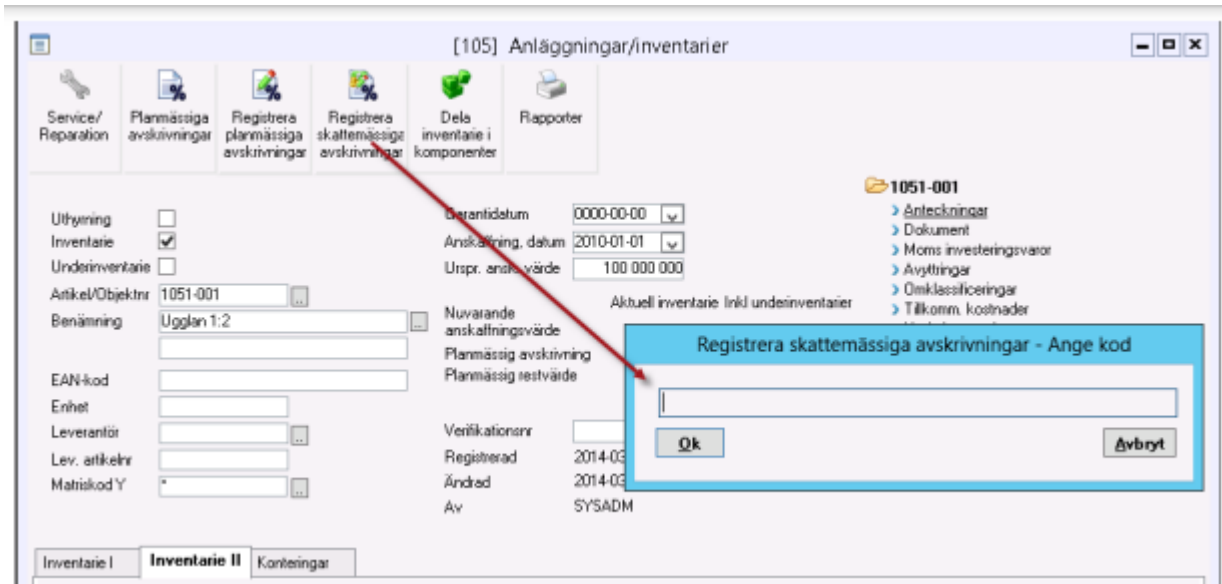 [105] Anläggningar/inventarier
Service/
Reparation
Planmässiga
avskrivningar
Registrera
planmässiga
avskrivningar
Registrera
skattemässiga
avskrivningar
Dela
inventarie i
komponenter
Rapporter
1051-001
Anteckningar
Dokument
Moms investeringsvaror
Avyttringar
Omklassificeringar
Tillkomm. kostnader
Uthyrning
Inventarie
Underinventarie
Artikel/Objektnr 1051-001 ..
Benämning Ugglan 1:2 ..
EAN-kod
Enhet
Leverantör ..
Lev. artikelnr
Matriskod Y * ..
Garantidatum 0000-00-00
Anskaffning, datum 2010-01-01
Urspr. ansk. värde 100 000 000
Aktuell inventarie Inkl underinventarier
Nuvarande
anskaffningsvärde
Planmässig avskrivning
Planmässig restvärde
Verifikationsnr
Registrerad 2014-03
Ändrad 2014-03
Av SYSADM
Registrera skattemässiga avskrivningar - Ange kod
Ok
Avbryt
Inventarie I
Inventarie II
Konteringar